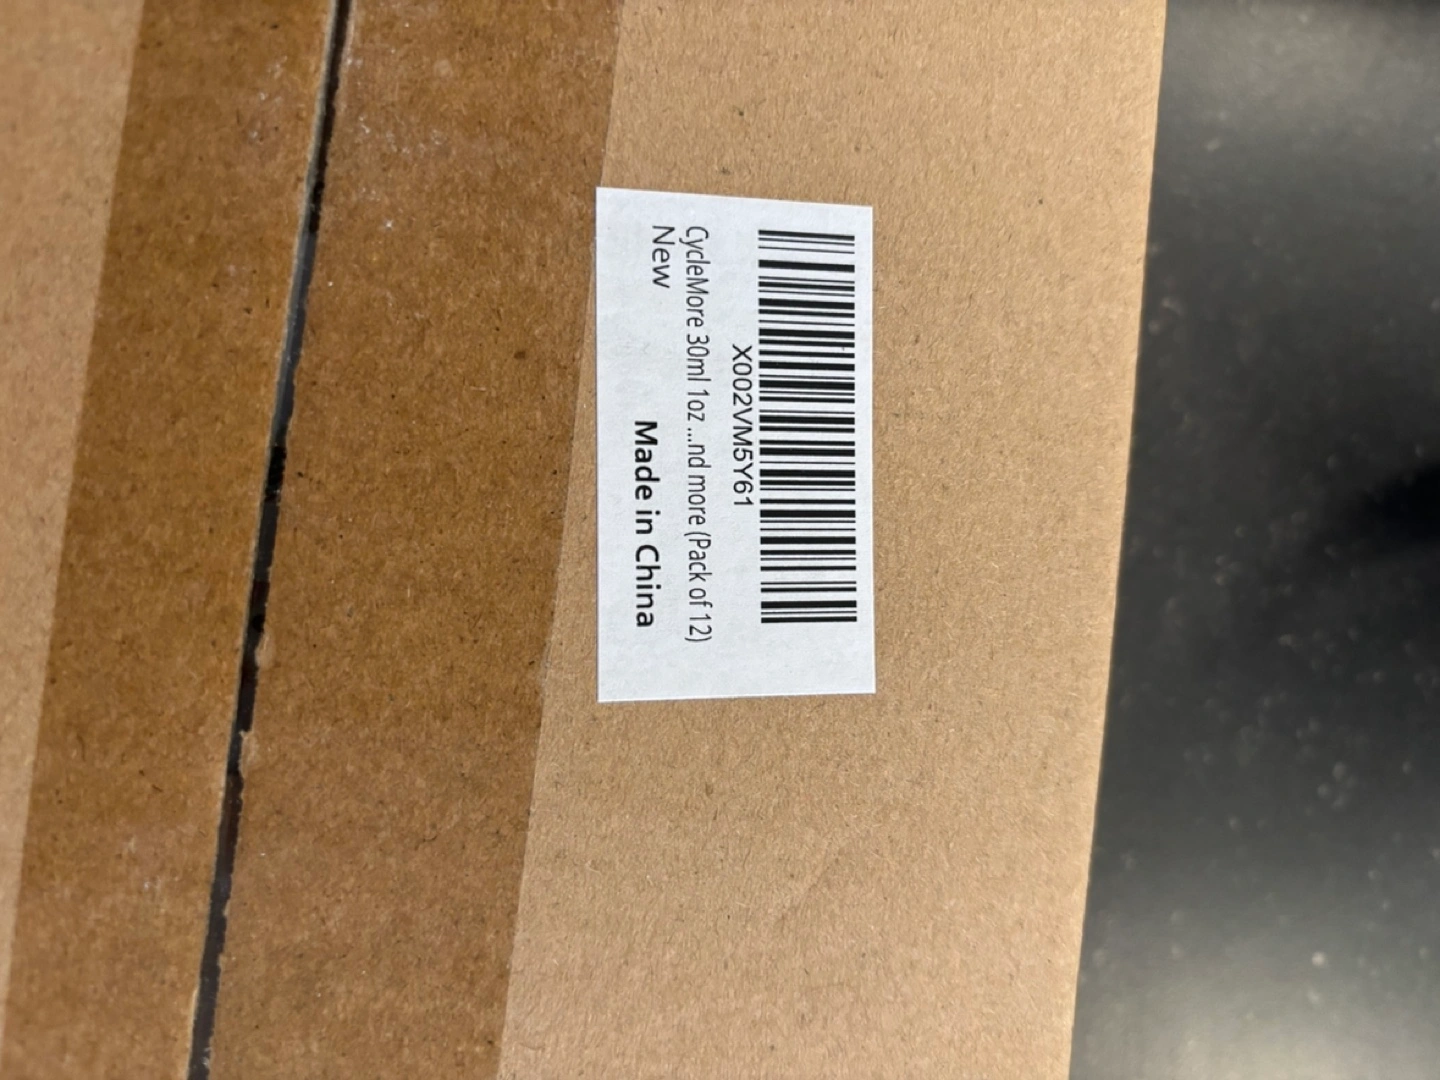 X002VM5Y61
CycleMore 30ml 1oz ...nd more (Pack of 12)
New
Made in China